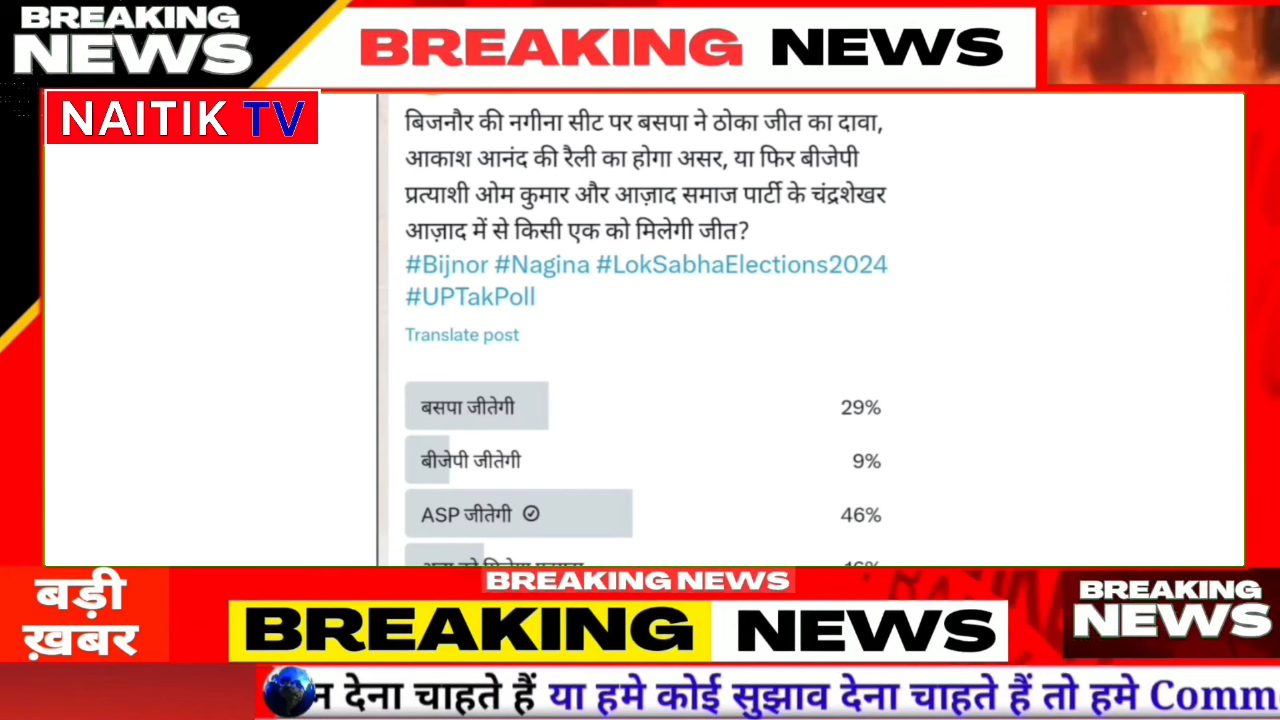 BREAKING
NEWS
BREAKING NEWS
NAITIK TV
बिजनौर की नगीना सीट पर बसपा ने ठोका जीत का दावा,
आकाश आनंद की रैली का होगा असर, या फिर बीजेपी
प्रत्याशी ओम कुमार और आज़ाद समाज पार्टी के चंद्रशेखर
आज़ाद में से किसी एक को मिलेगी जीत?
#Bijnor #Nagina #LokSabhaElections2024
#UPTakPoll
Translate post
बसपा जीतेगी 29%
बीजेपी जीतेगी 9%
ASP जीतेगी 46%
BREAKING NEWS
बड़ी
ख़बर
BREAKING NEWS
BREAKING
NEWS
न देना चाहते हैं या हमे कोई सुझाव देना चाहते हैं तो हमे Comm